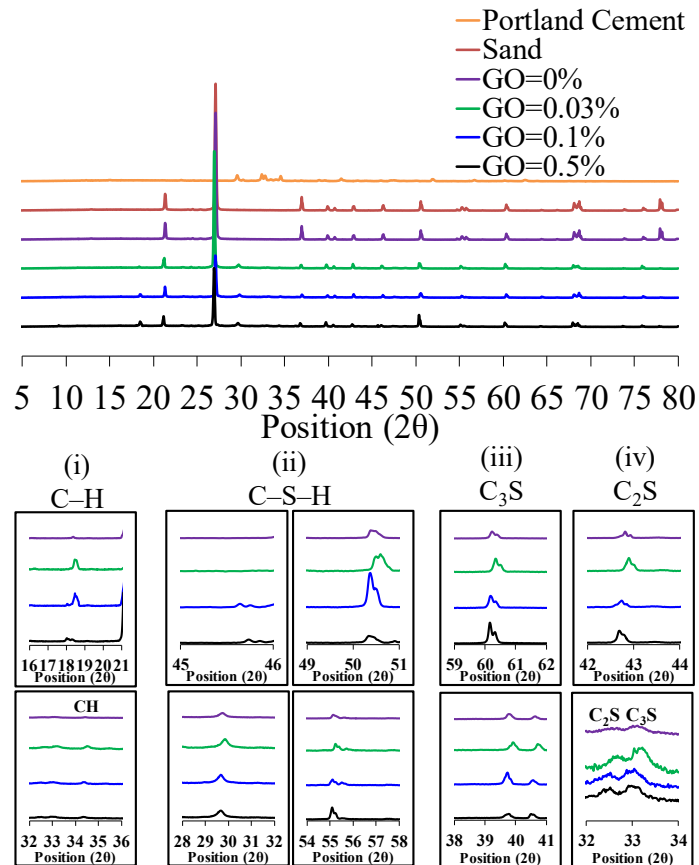 Portland Cement
Sand
GO=0%
GO=0.03%
GO=0.1%
GO=0.5%
5 10 15 20 25 30 35 40 45 50 55 60 65 70 75 80
Position (2θ)
(i) (ii) (iii) (iv)
C–H C–S–H C₃S C₂S
16 17 18 19 20 21 45 46 49 50 51 59 60 61 62 42 43 44
Position (2θ) Position (2θ) Position (2θ) Position (2θ) Position (2θ)
CH C₂S C₃S
32 33 34 35 36 28 29 30 31 32 54 55 56 57 58 38 39 40 41 32 33 34
Position (2θ) Position (2θ) Position (2θ) Position (2θ) Position (2θ)